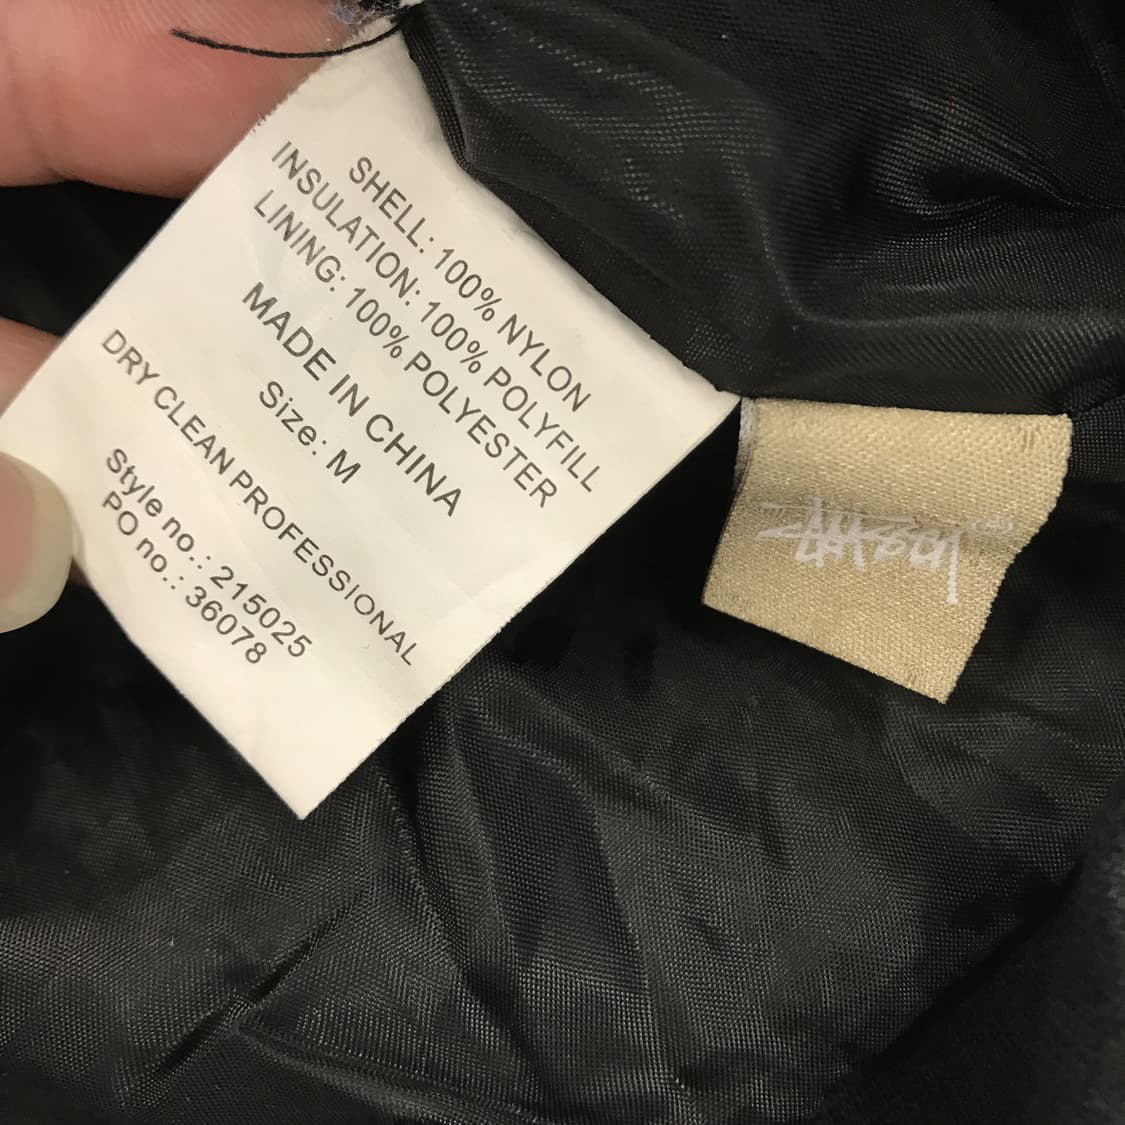 SHELL: 100% NYLON
INSULATION: 100% POLYFILL
LINING: 100% POLYESTER
MADE IN CHINA
Size: M
DRY CLEAN PROFESSIONAL
Style no.: 215025
PO no.: 36078
Stüssy